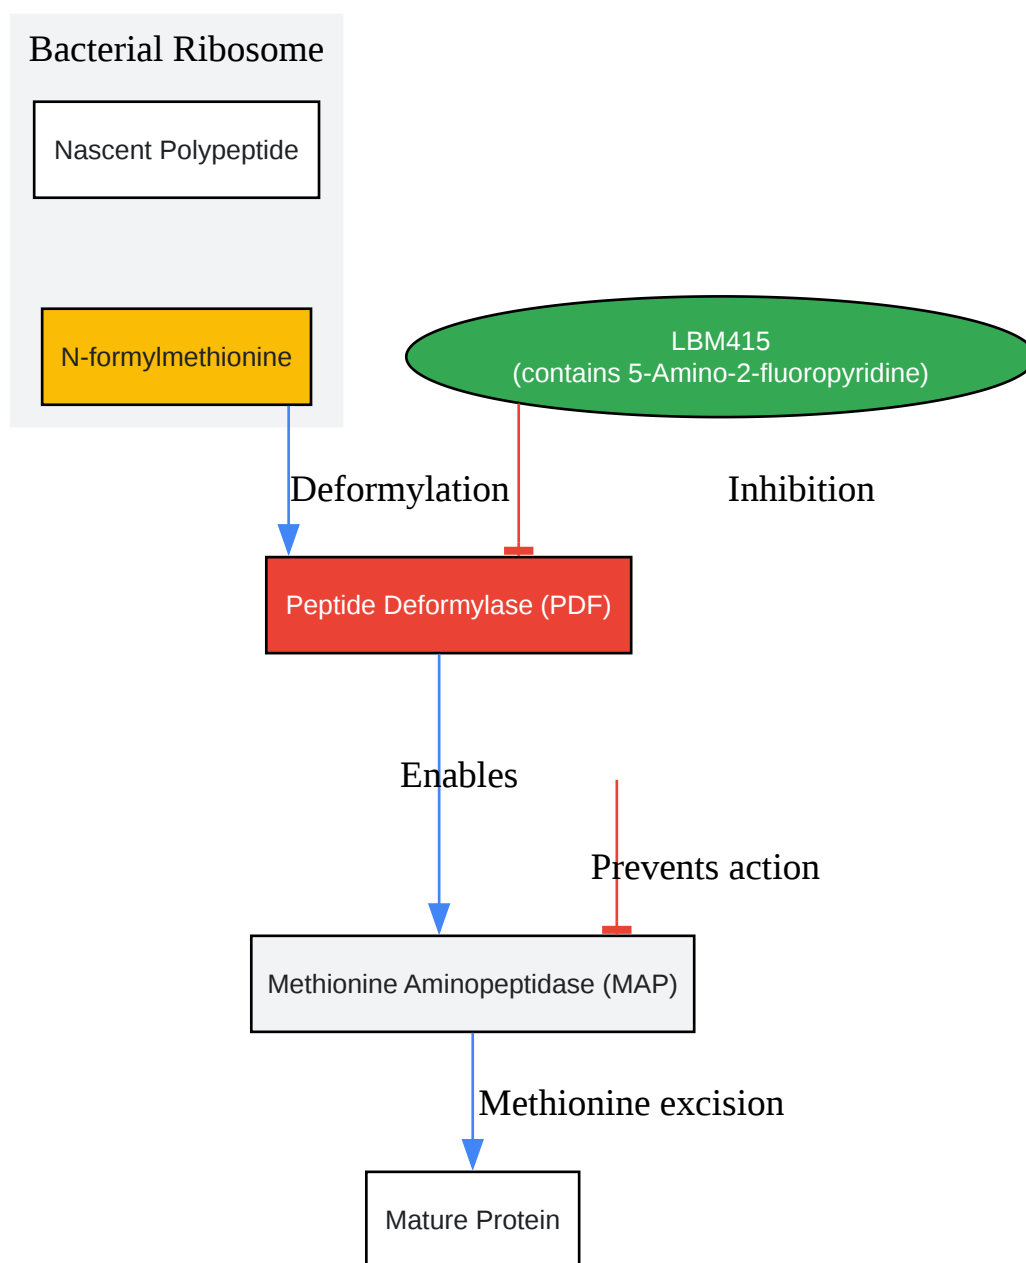 Bacterial Ribosome
Nascent Polypeptide
N-formylmethionine
LBM415
(contains 5-Amino-2-fluoropyridine)
Deformylation
Inhibition
Peptide Deformylase (PDF)
Enables
Prevents action
Methionine Aminopeptidase (MAP)
Methionine excision
Mature Protein